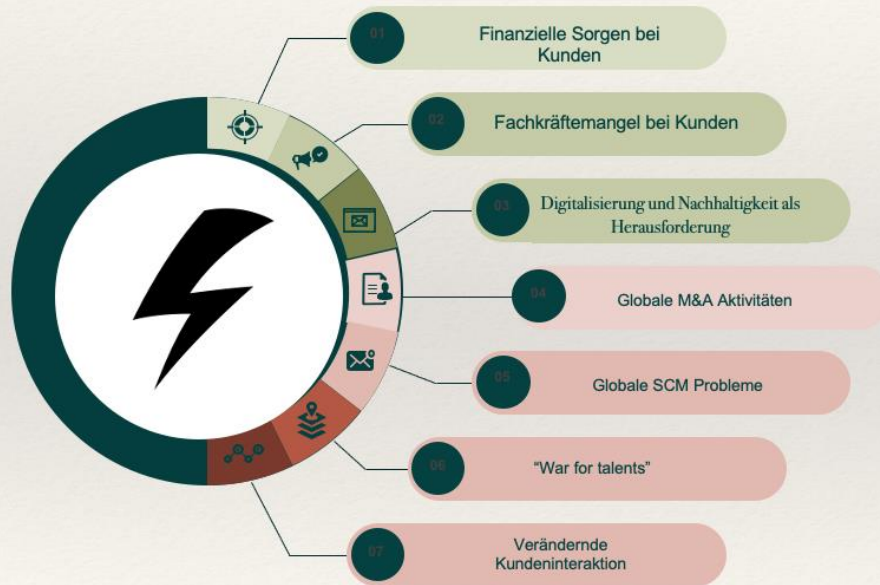 01
Finanzielle Sorgen bei
Kunden
02
Fachkräftemangel bei Kunden
03
Digitalisierung und Nachhaltigkeit als
Herausforderung
04
Globale M&A Aktivitäten
05
Globale SCM Probleme
06
“War for talents”
07
Verändernde
Kundeninteraktion